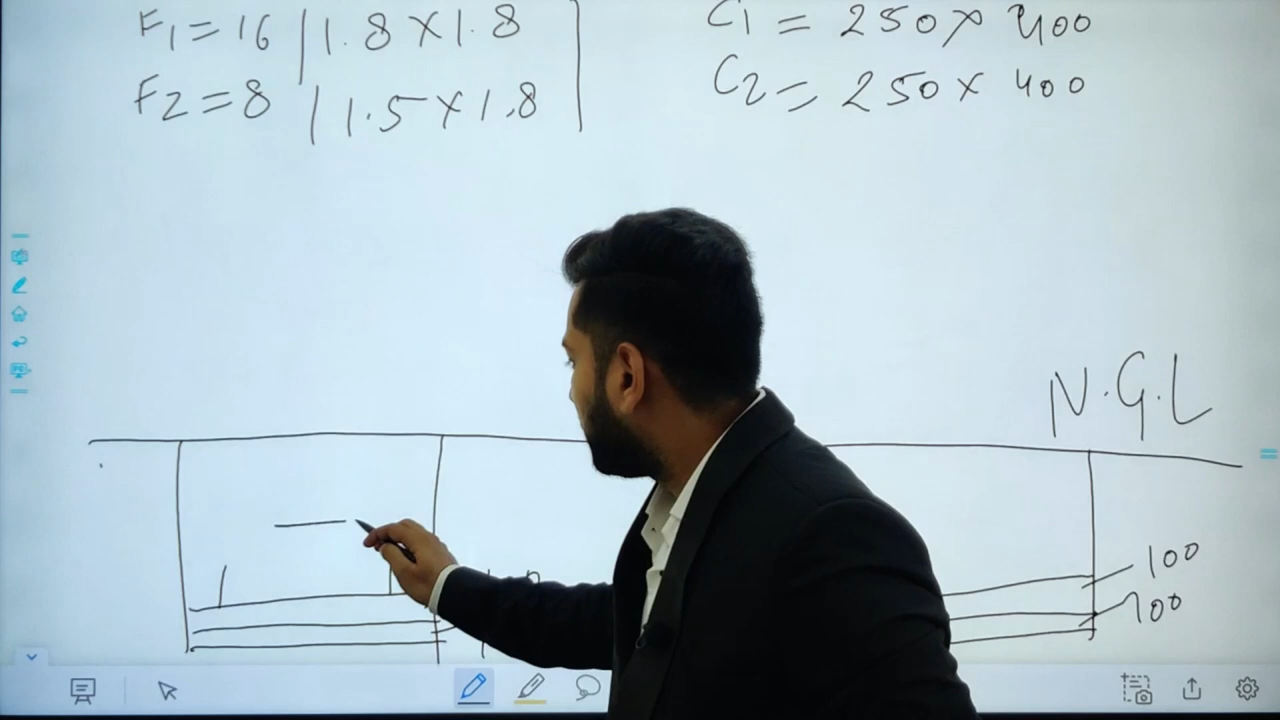 F1 = 16 | 1.8 × 1.8
F2 = 8 | 1.5 × 1.8
C1 = 250 × 400
C2 = 250 × 400
N.G.L
100
100